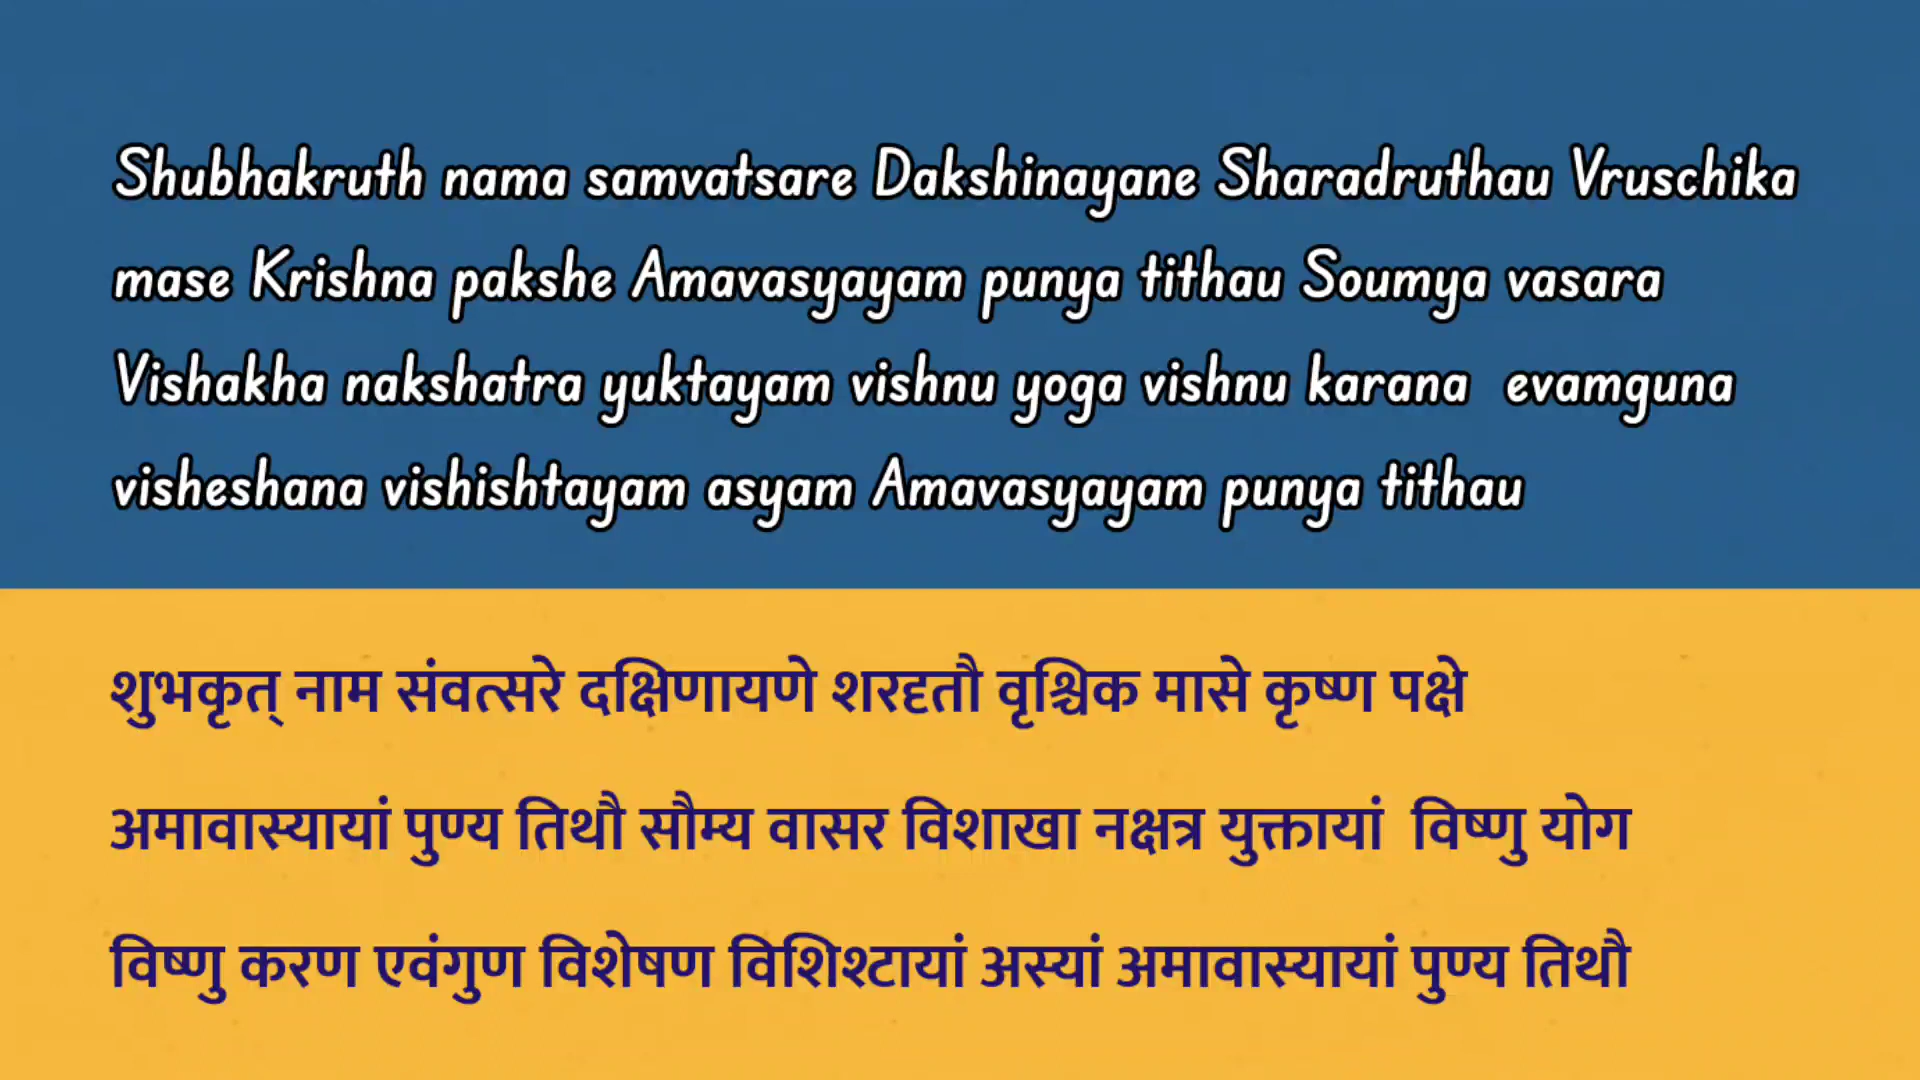 Shubhakruth nama samvatsare Dakshinayane Sharadruthau Vruschika
mase Krishna pakshe Amavasyayam punya tithau Soumya vasara
Vishakha nakshatra yuktayam vishnu yoga vishnu karana evamguna
visheshana vishishtayam asyam Amavasyayam punya tithau
शुभकृत् नाम संवत्सरे दक्षिणायणे शरदृतौ वृश्चिक मासे कृष्ण पक्षे
अमावास्यायां पुण्य तिथौ सौम्य वासर विशाखा नक्षत्र युक्तायां विष्णु योग
विष्णु करण एवंगुण विशेषण विशिश्टायां अस्यां अमावास्यायां पुण्य तिथौ